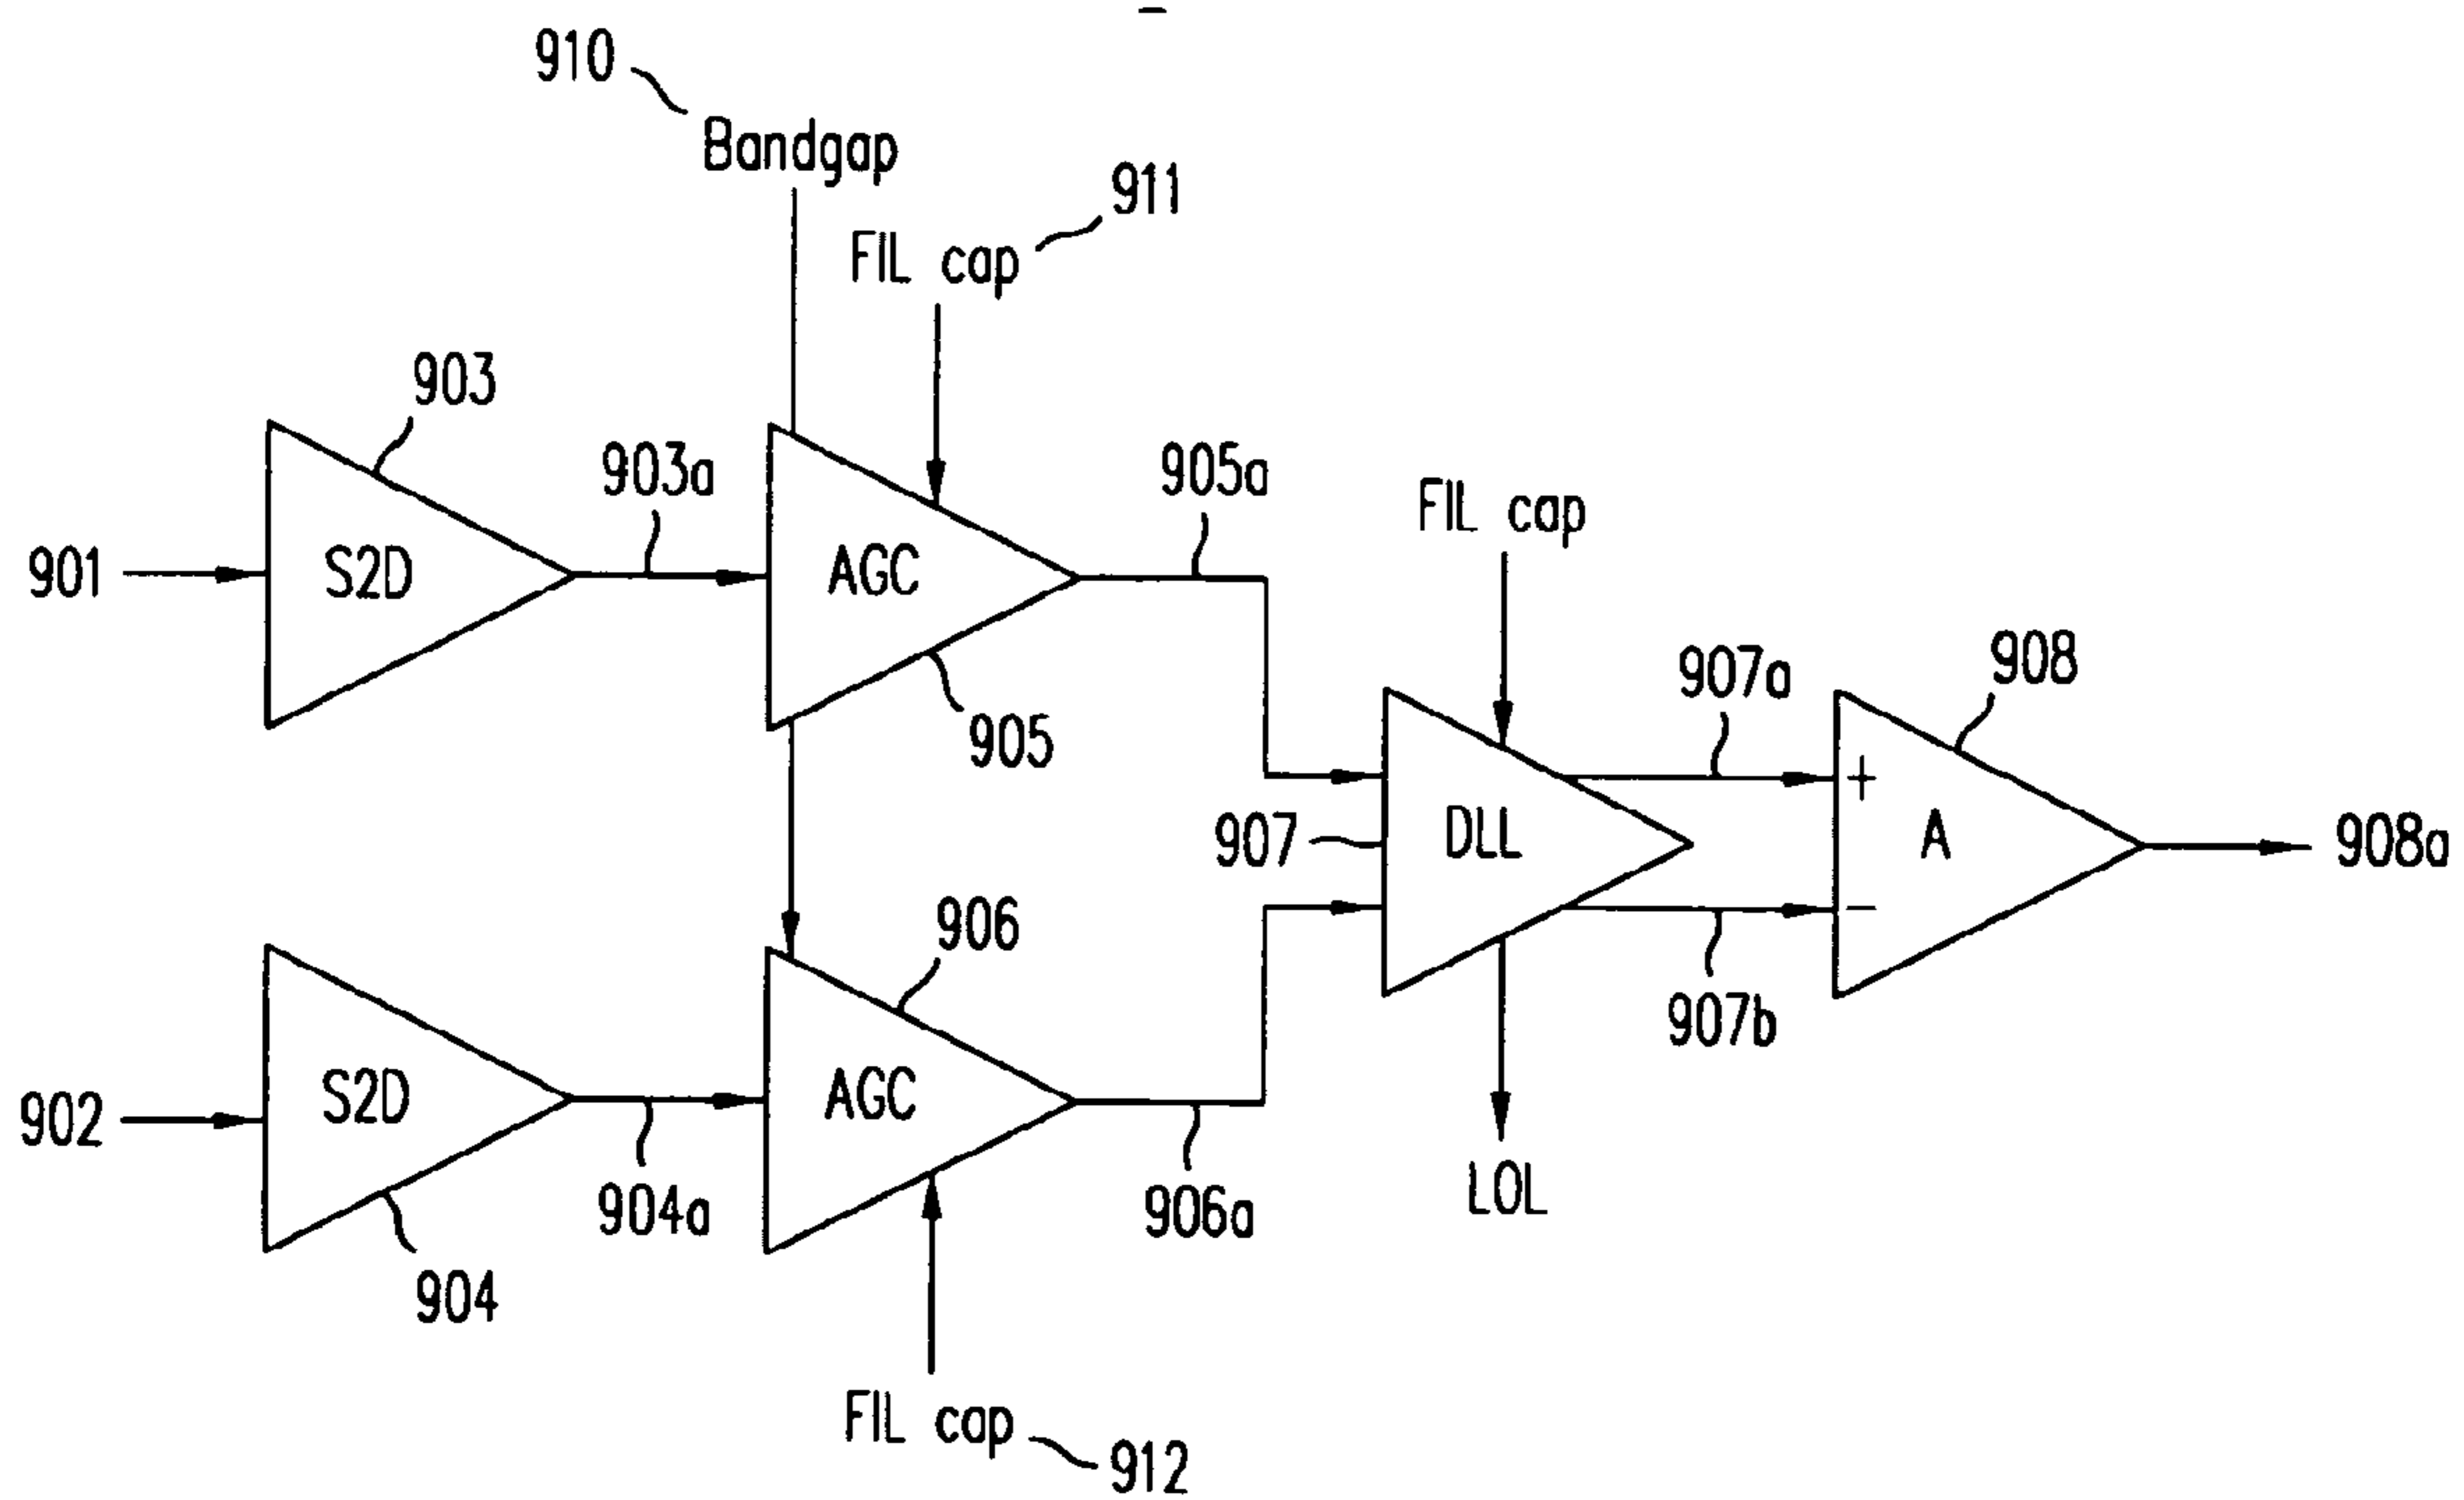 910
Bandgap
911
FIL cap
903
903a
905a
FIL cap
901
S2D
AGC
907a
908
905
+
907
DLL
A
908a
906
−
902
S2D
AGC
907b
904a
906a
LOL
904
FIL cap
912